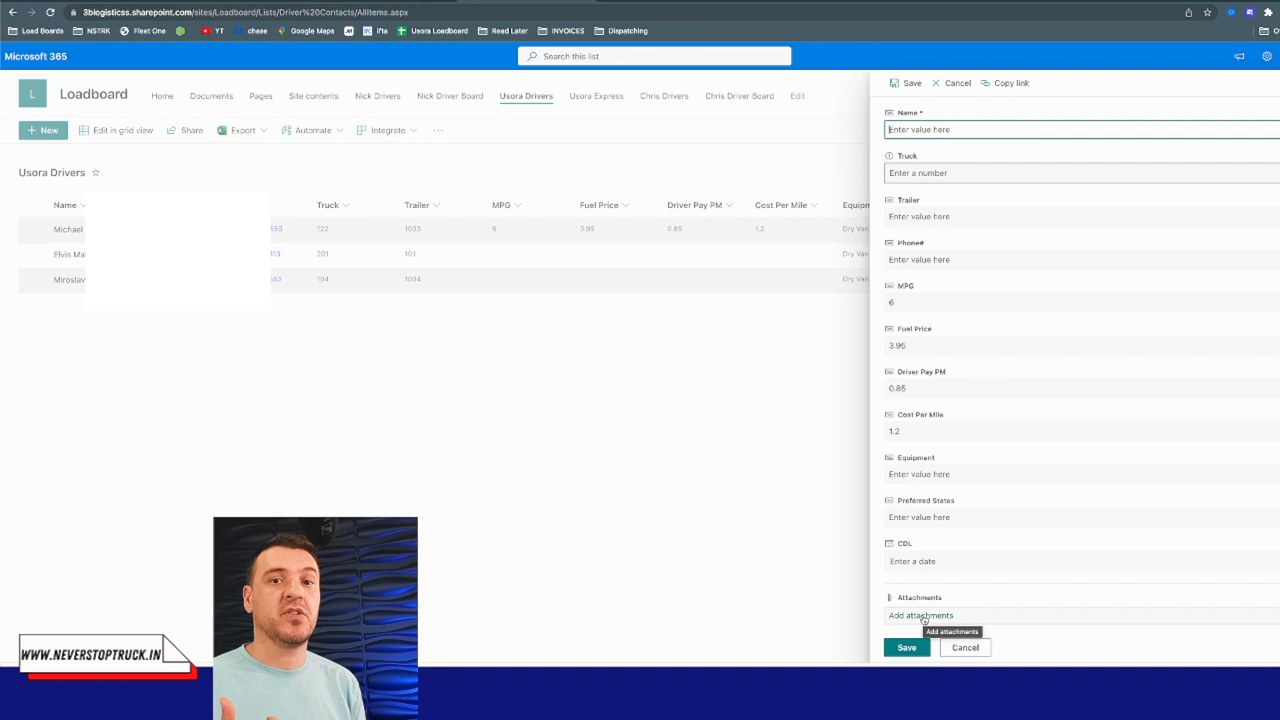 3blogisticss.sharepoint.com/sites/Loadboard/Lists/Driver%20Contacts/AllItems.aspx
Load Boards NSTRK Fleet One YT chase Google Maps ifta Usora Loadboard Read Later INVOICES Dispatching
Microsoft 365 Search this list
L Loadboard Home Documents Pages Site contents Nick Drivers Nick Driver Board Usora Drivers Usora Express Chris Drivers Chris Driver Board Edit
+ New Edit in grid view Share Export Automate Integrate ...
Usora Drivers
Name Truck Trailer MPG Fuel Price Driver Pay PM Cost Per Mile Equipm
Michael 122 1003 6 3.95 0.85 1.2 Dry Van
Elvis Mal 313 201 101 Dry Van
Miroslav 553 104 1004 Dry Van
Save Cancel Copy link
Name *
Enter value here
Truck
Enter a number
Trailer
Enter value here
Phone#
Enter value here
MPG
6
Fuel Price
3.95
Driver Pay PM
0.85
Cost Per Mile
1.2
Equipment
Enter value here
Preferred States
Enter value here
CDL
Enter a date
Attachments
Add attachments
Add attachments
Save Cancel
WWW.NEVERSTOPTRUCK.IN